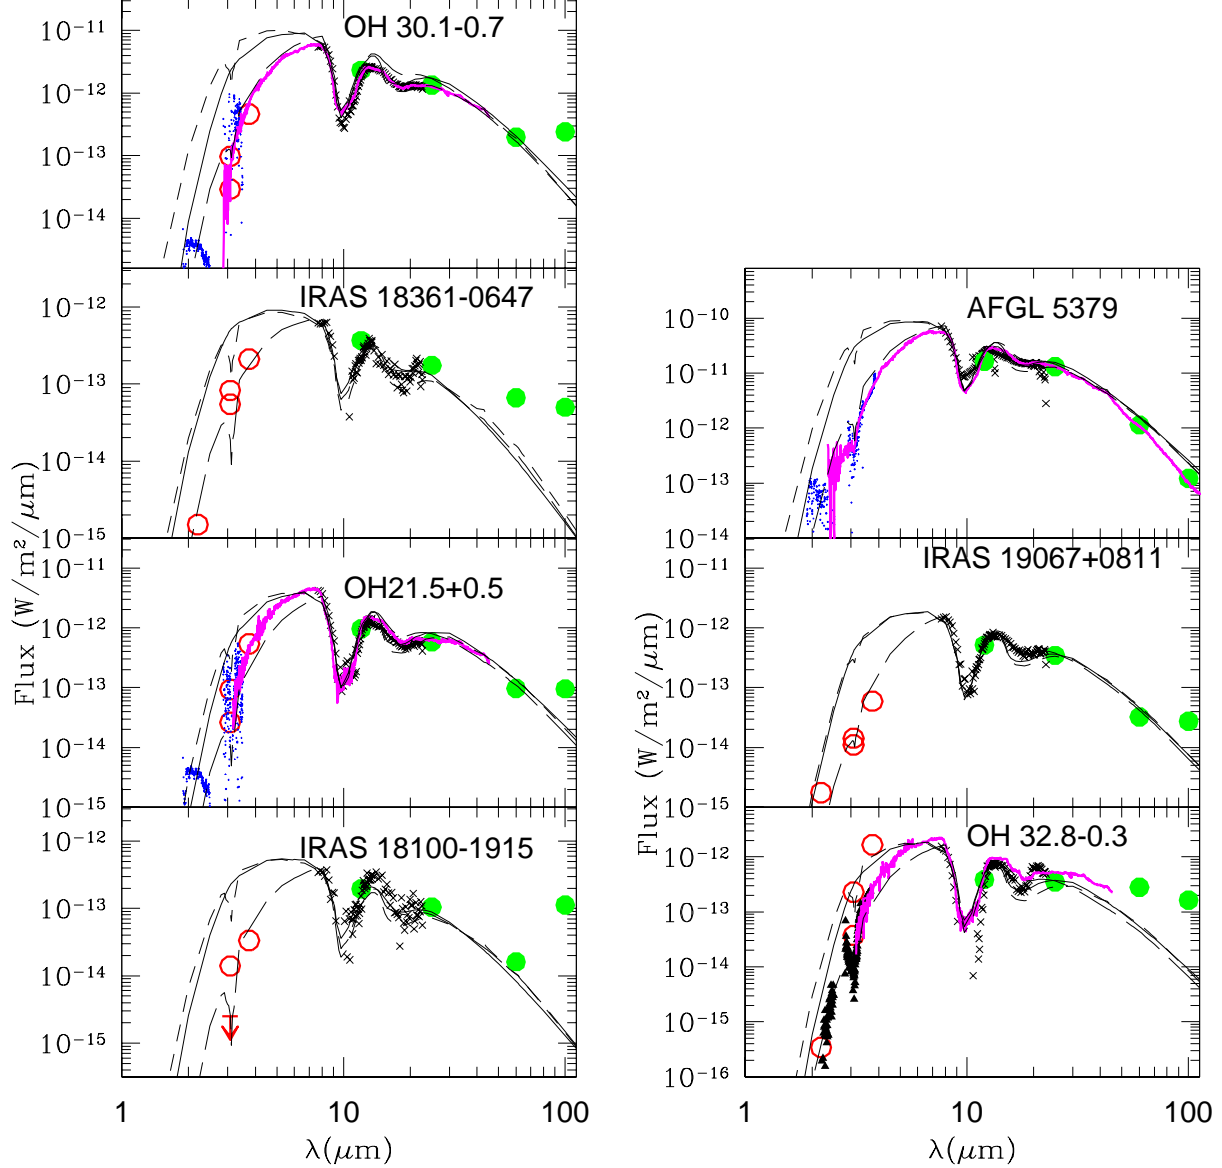 OH 30.1-0.7
10⁻¹¹
10⁻¹²
10⁻¹³
10⁻¹⁴
IRAS 18361-0647
10⁻¹²
10⁻¹³
10⁻¹⁴
10⁻¹⁵
OH21.5+0.5
10⁻¹¹
10⁻¹²
10⁻¹³
10⁻¹⁴
10⁻¹⁵
IRAS 18100-1915
10⁻¹²
10⁻¹³
10⁻¹⁴
10⁻¹⁵
1 10 100
λ(μm)
Flux (W/m²/μm)
AFGL 5379
10⁻¹⁰
10⁻¹¹
10⁻¹²
10⁻¹³
10⁻¹⁴
IRAS 19067+0811
10⁻¹¹
10⁻¹²
10⁻¹³
10⁻¹⁴
10⁻¹⁵
OH 32.8-0.3
10⁻¹²
10⁻¹³
10⁻¹⁴
10⁻¹⁵
10⁻¹⁶
1 10 100
λ(μm)
Flux (W/m²/μm)